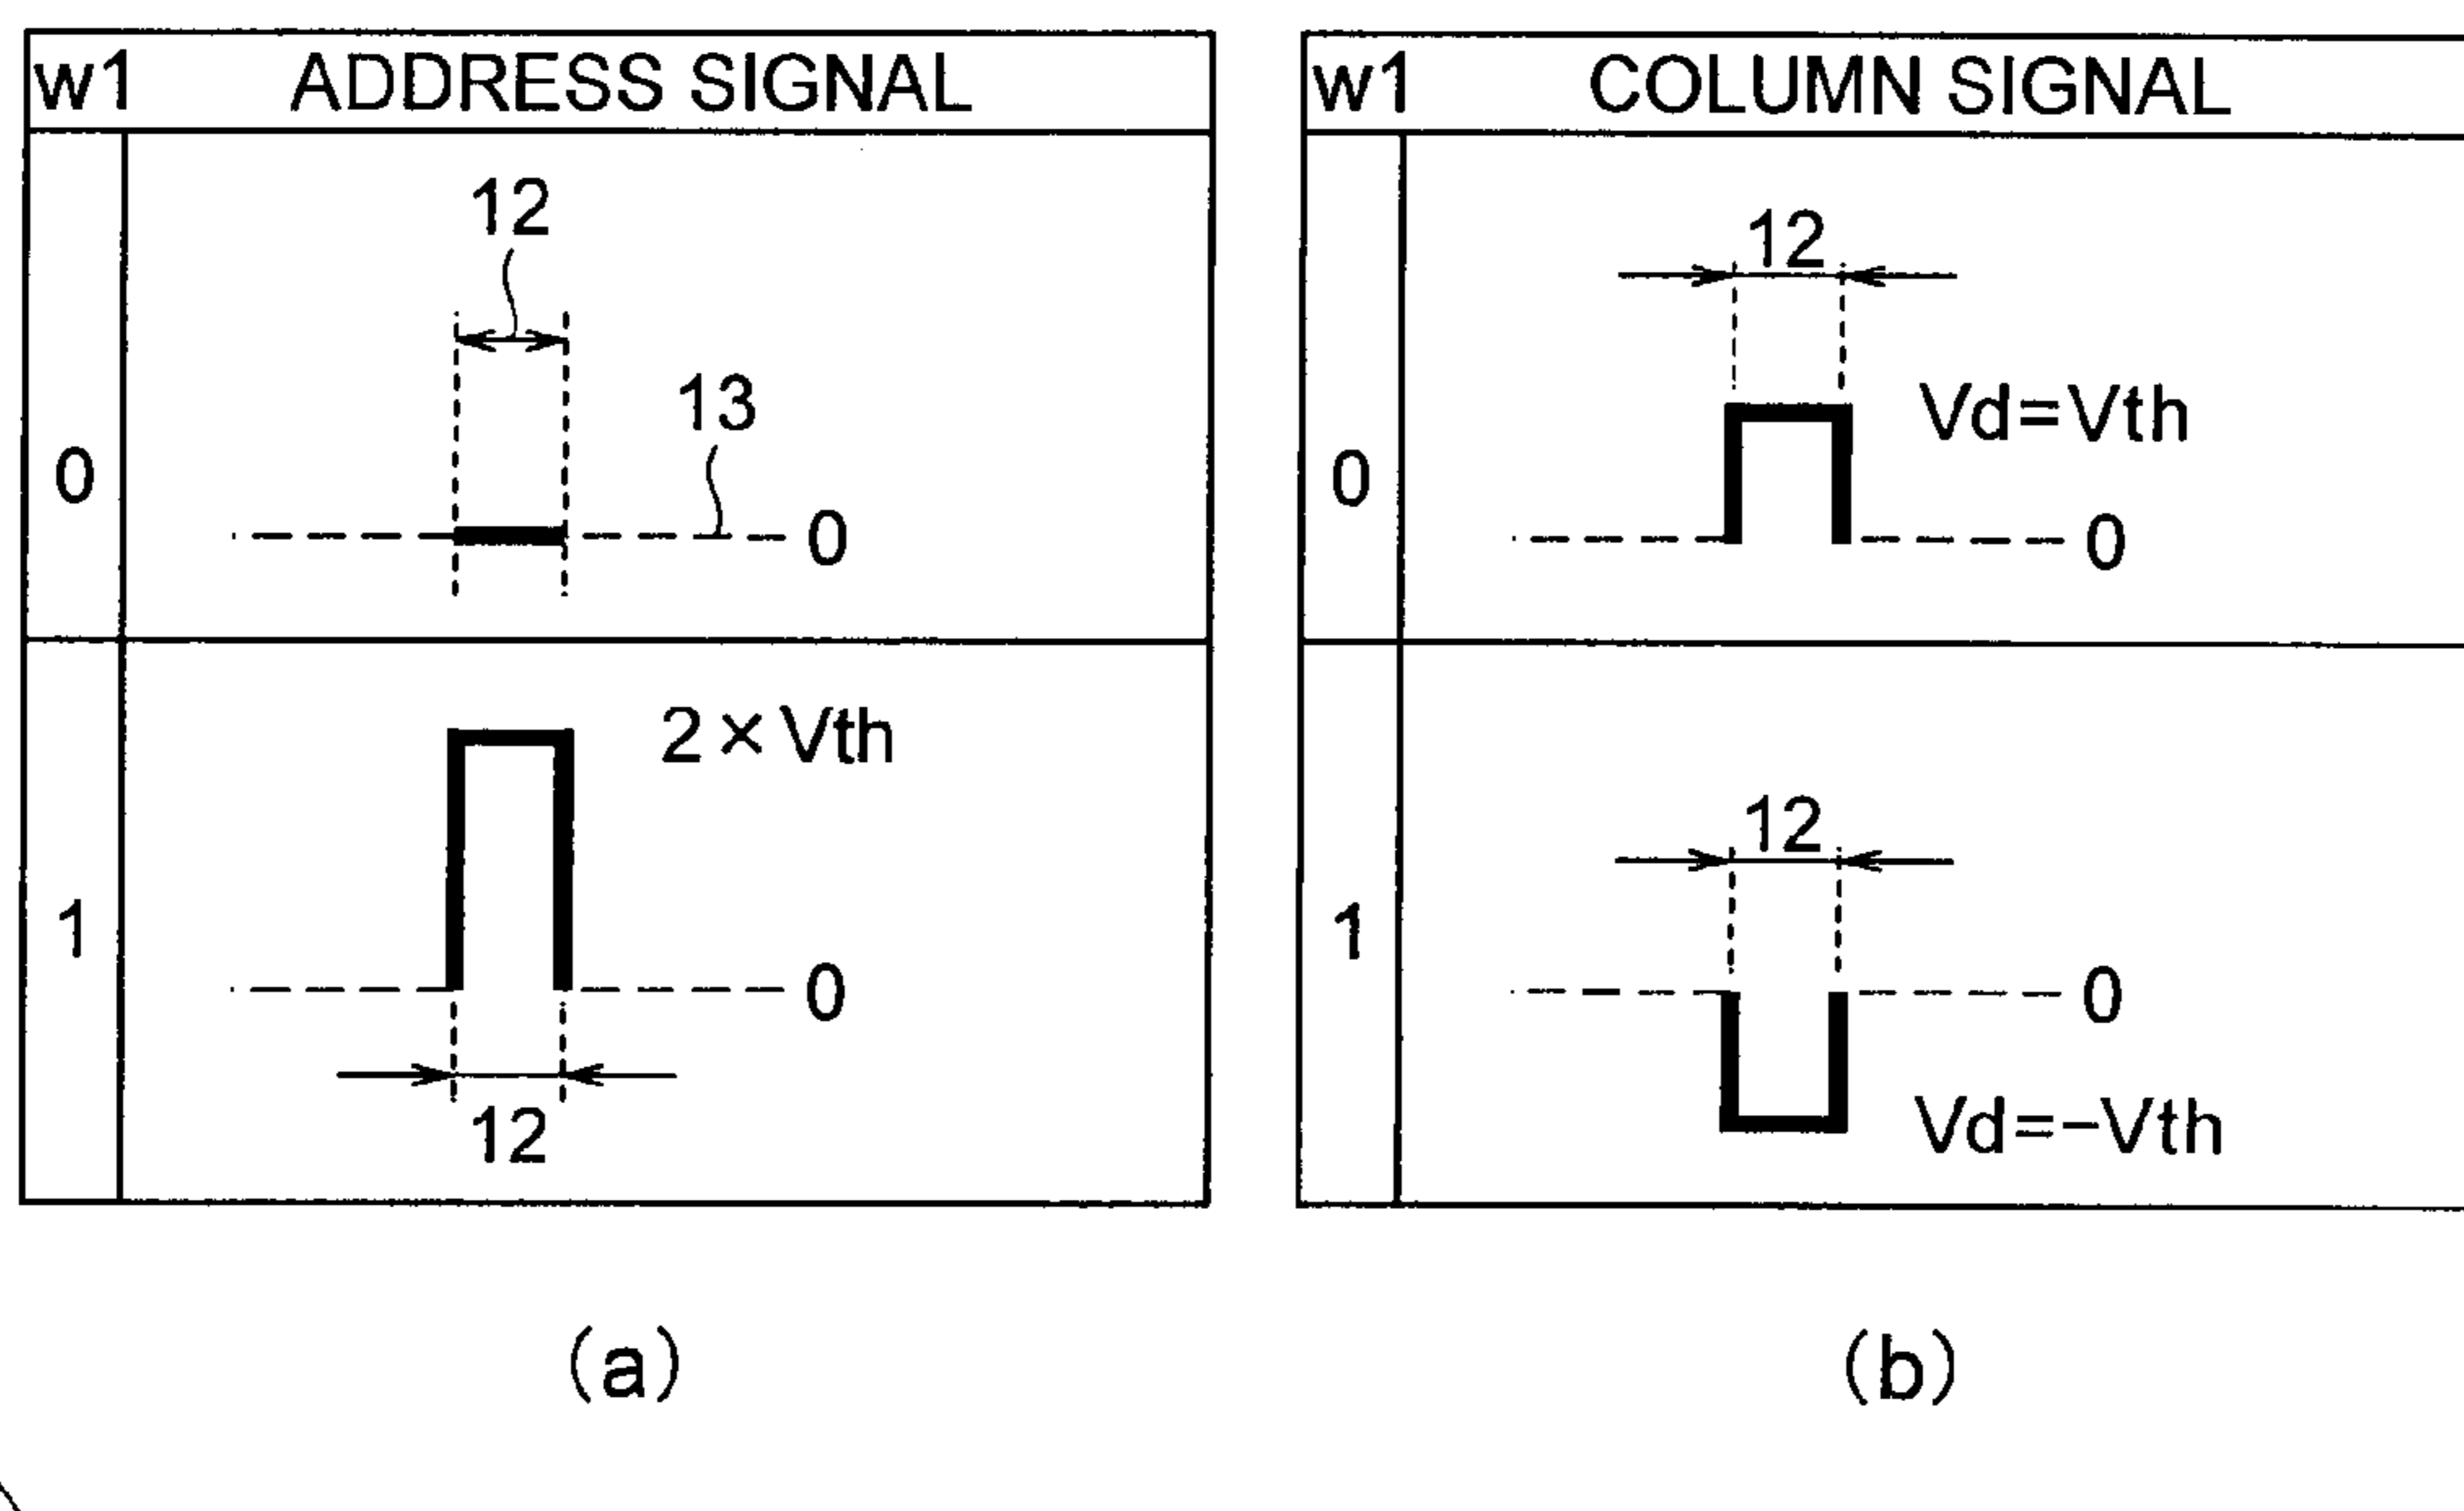 w1 ADDRESS SIGNAL
12
13
0
0
2×Vth
1
0
12
(a)
w1 COLUMN SIGNAL
12
Vd=Vth
0
0
12
1
0
Vd=−Vth
(b)